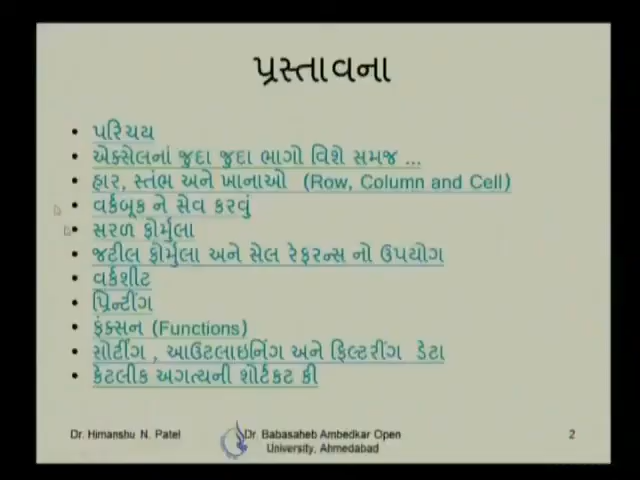 પ્રસ્તાવના
• પરિચય
• એક્સેલનાં જુદા જુદા ભાગો વિશે સમજ ...
• હાર, સ્તંભ અને ખાનાઓ (Row, Column and Cell)
• વર્કબૂક ને સેવ કરવું
• સરળ ફોર્મુલા
• જટીલ ફોર્મુલા અને સેલ રેફરન્સ નો ઉપયોગ
• વર્કશીટ
• પ્રિન્ટીંગ
• ફંક્સન (Functions)
• સોર્ટીંગ , આઉટલાઇનિંગ અને ફિલ્ટરીંગ ડેટા
• કેટલીક અગત્યની શોર્ટકટ કી
Dr. Himanshu N. Patel Dr. Babasaheb Ambedkar Open 2
University, Ahmedabad